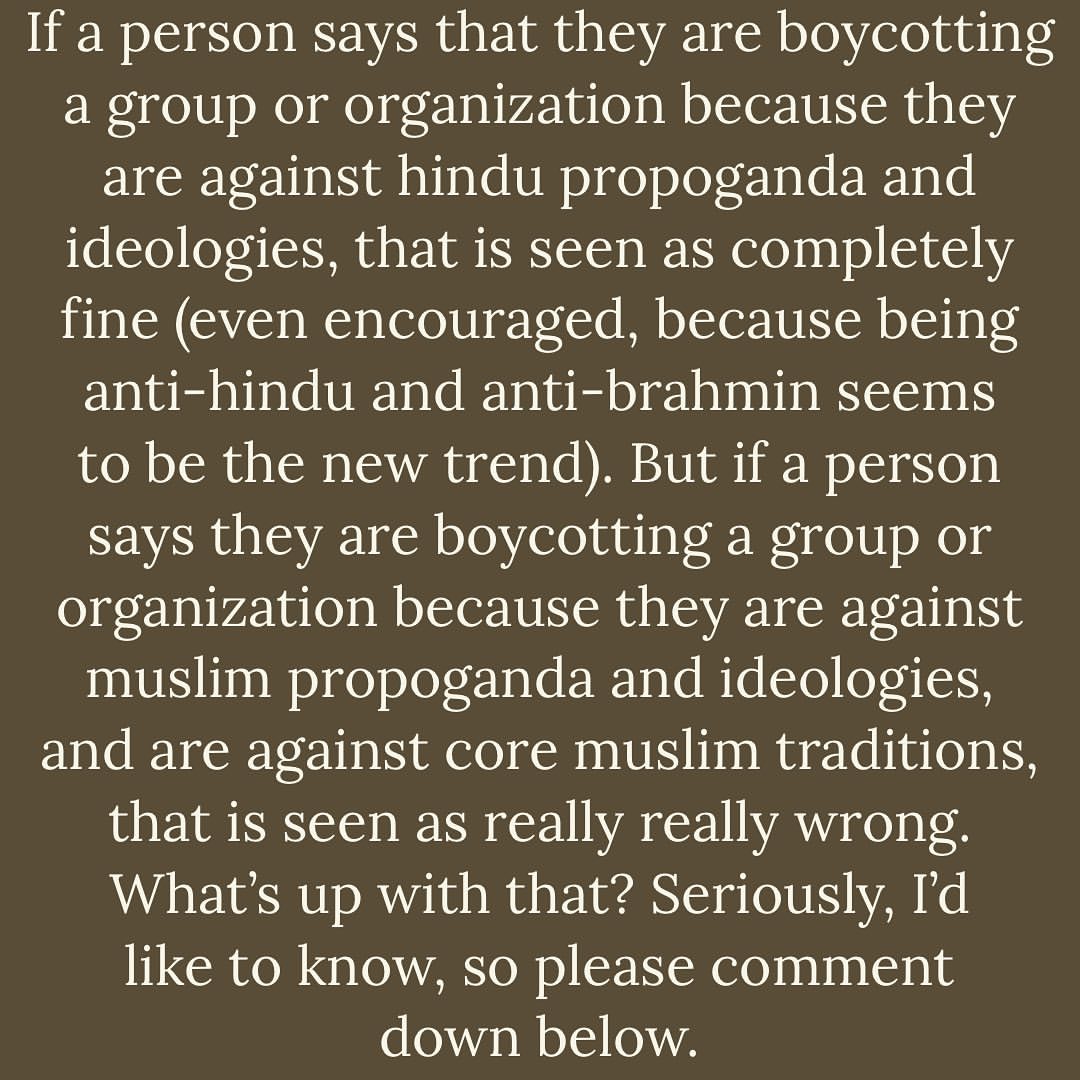 If a person says that they are boycotting
a group or organization because they
are against hindu propoganda and
ideologies, that is seen as completely
fine (even encouraged, because being
anti-hindu and anti-brahmin seems
to be the new trend). But if a person
says they are boycotting a group or
organization because they are against
muslim propoganda and ideologies,
and are against core muslim traditions,
that is seen as really really wrong.
What’s up with that? Seriously, I’d
like to know, so please comment
down below.